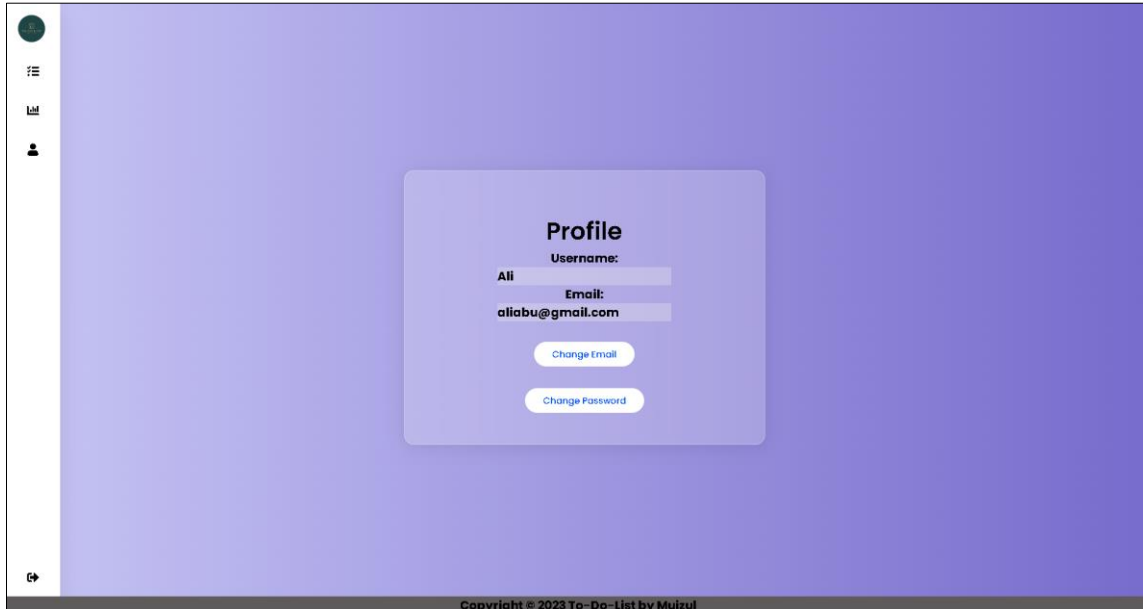 Profile
Username:
Ali
Email:
aliabu@gmail.com
Change Email
Change Password
Copyright © 2023 To-Do-List by Muizul